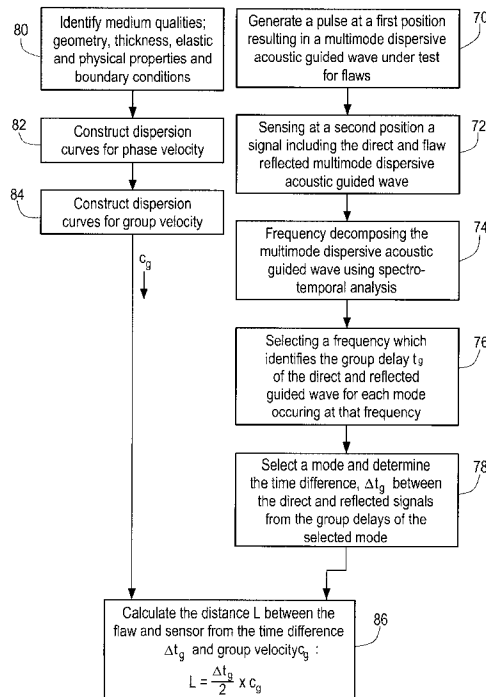 80
Identify medium qualities;
geometry, thickness, elastic
and physical properties and
boundary conditions
82
Construct dispersion
curves for phase velocity
84
Construct dispersion
curves for group velocity
cg
70
Generate a pulse at a first position
resulting in a multimode dispersive
acoustic guided wave under test
for flaws
72
Sensing at a second position a
signal including the direct and flaw
reflected multimode dispersive
acoustic guided wave
74
Frequency decomposing the
multimode dispersive acoustic
guided wave using spectro-
temporal analysis
76
Selecting a frequency which
identifies the group delay tg
of the direct and reflected
guided wave for each mode
occuring at that frequency
78
Select a mode and determine
the time difference, Δtg between
the direct and reflected signals
from the group delays of the
selected mode
86
Calculate the distance L between the
flaw and sensor from the time difference
Δtg and group velocitycg :
L = Δtg/2 x cg